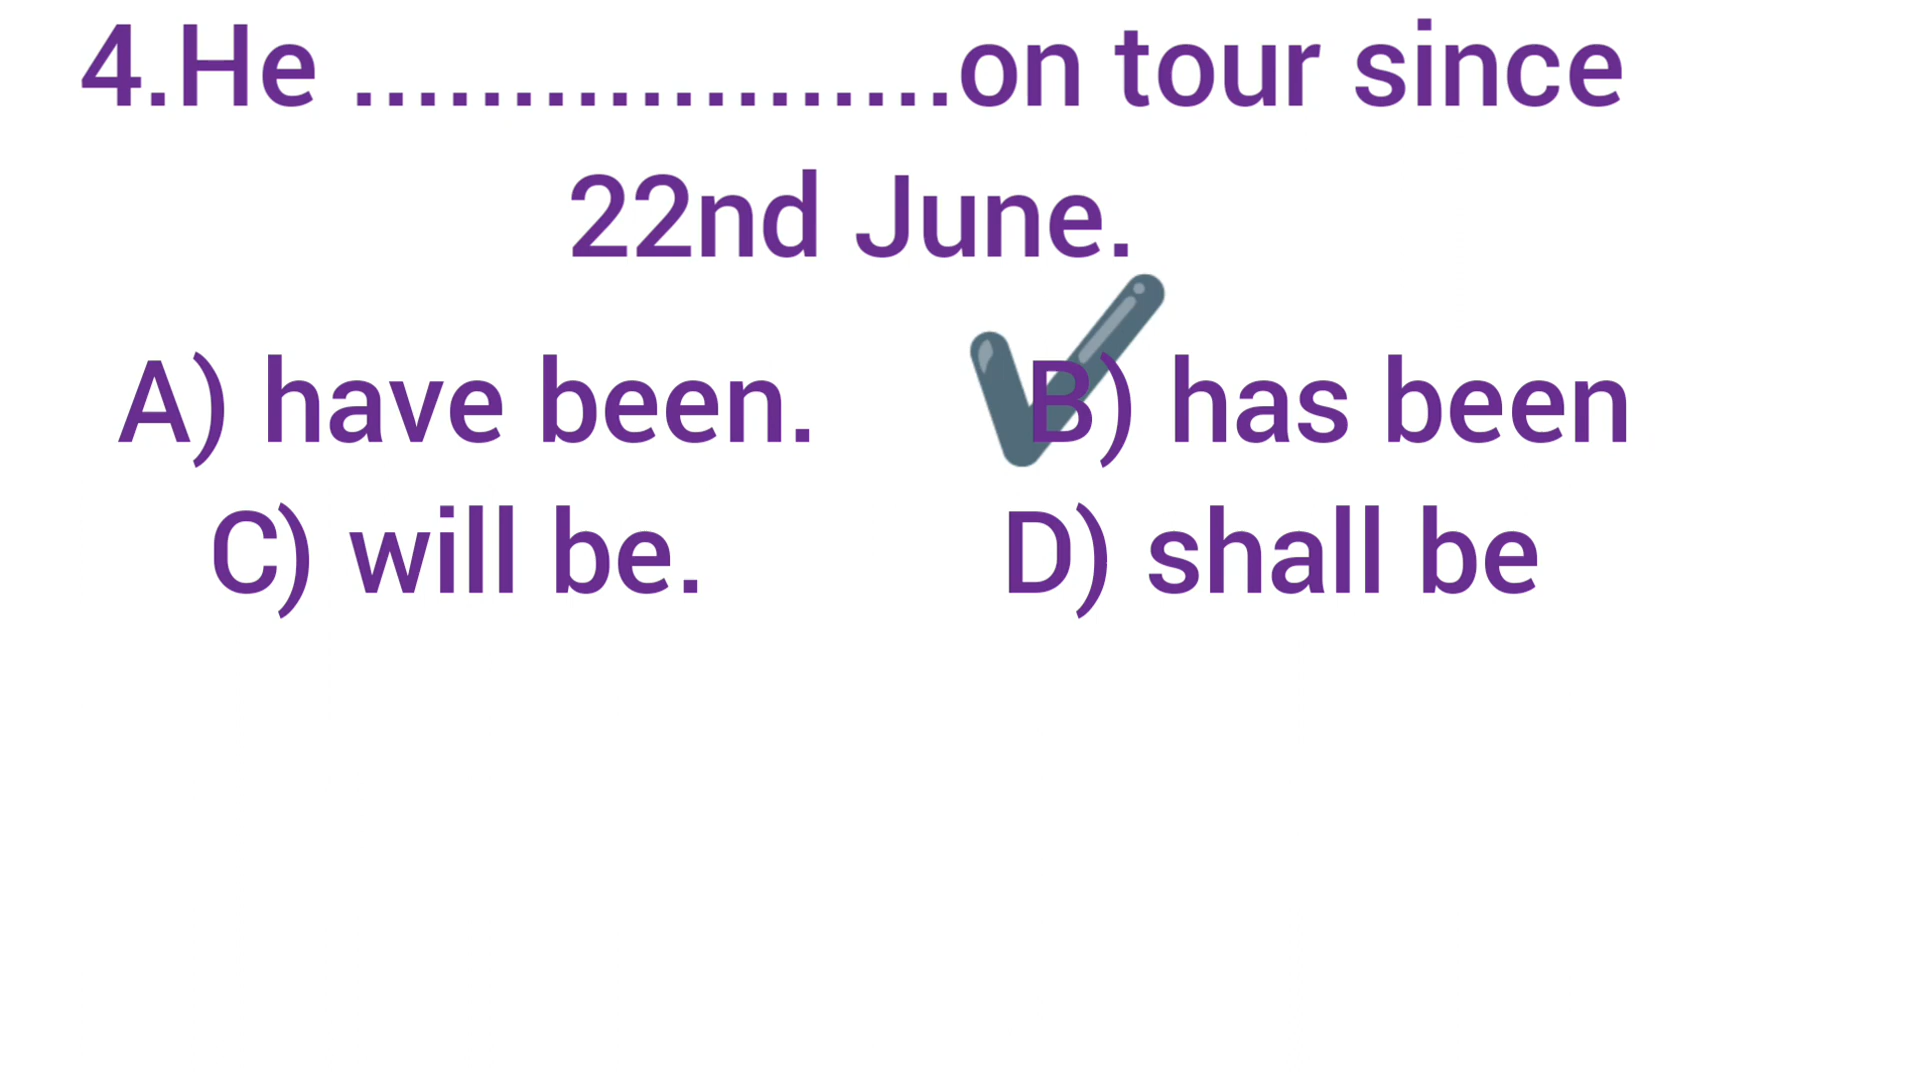 4.He ...................on tour since
22nd June.
A) have been. B) has been
C) will be. D) shall be